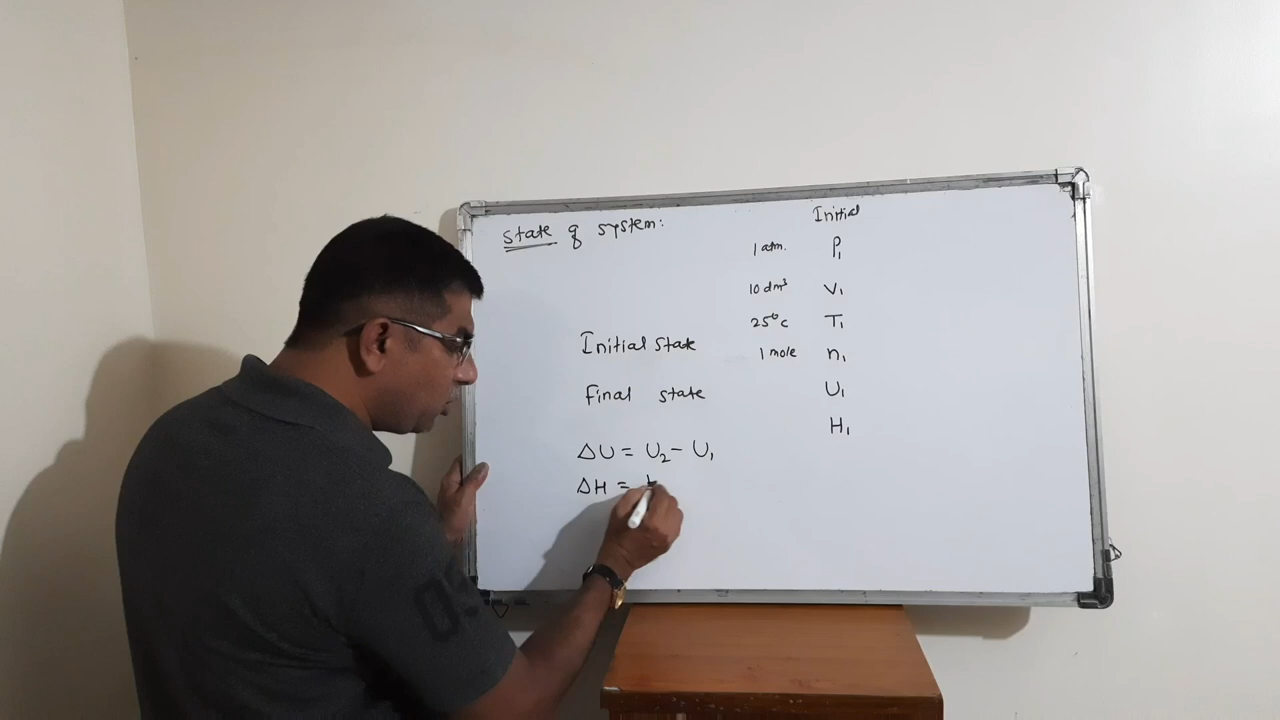 State of system:
Initial
1 atm. P₁
10 dm³ V₁
25°c T₁
Initial state
1 mole n₁
Final state
U₁
H₁
ΔU = U₂ - U₁
ΔH =